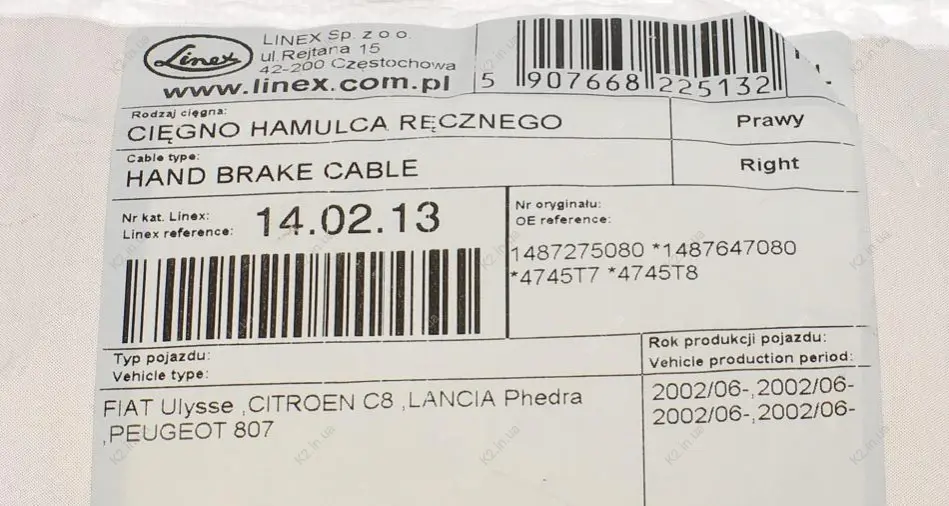 Linex
LINEX Sp. z o o.
ul.Rejtana 15
42-200 Częstochowa
www.linex.com.pl
5 907668 225132
Rodzaj cięgna:
CIĘGNO HAMULCA RĘCZNEGO
Prawy
Cable type:
HAND BRAKE CABLE
Right
Nr kat. Linex:
Linex reference:
14.02.13
Nr oryginału:
OE reference:
1487275080 *1487647080
*4745T7 *4745T8
Typ pojazdu:
Vehicle type:
Rok produkcji pojazdu:
Vehicle production period:
FIAT Ulysse ,CITROEN C8 ,LANCIA Phedra
,PEUGEOT 807
2002/06-,2002/06-
2002/06-,2002/06-
K2.in.ua